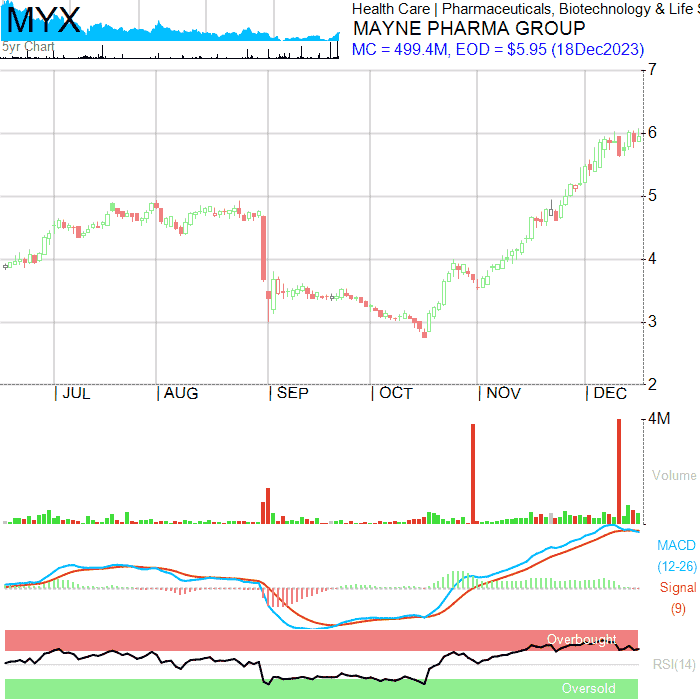 MYX
5yr Chart
Health Care | Pharmaceuticals, Biotechnology & Life
MAYNE PHARMA GROUP
MC = 499.4M, EOD = $5.95 (18Dec2023)
7
6
5
4
3
2
| JUL | AUG | SEP | OCT | NOV | DEC
4M
Volume
MACD
(12-26)
Signal
(9)
Overbought
RSI(14)
Oversold